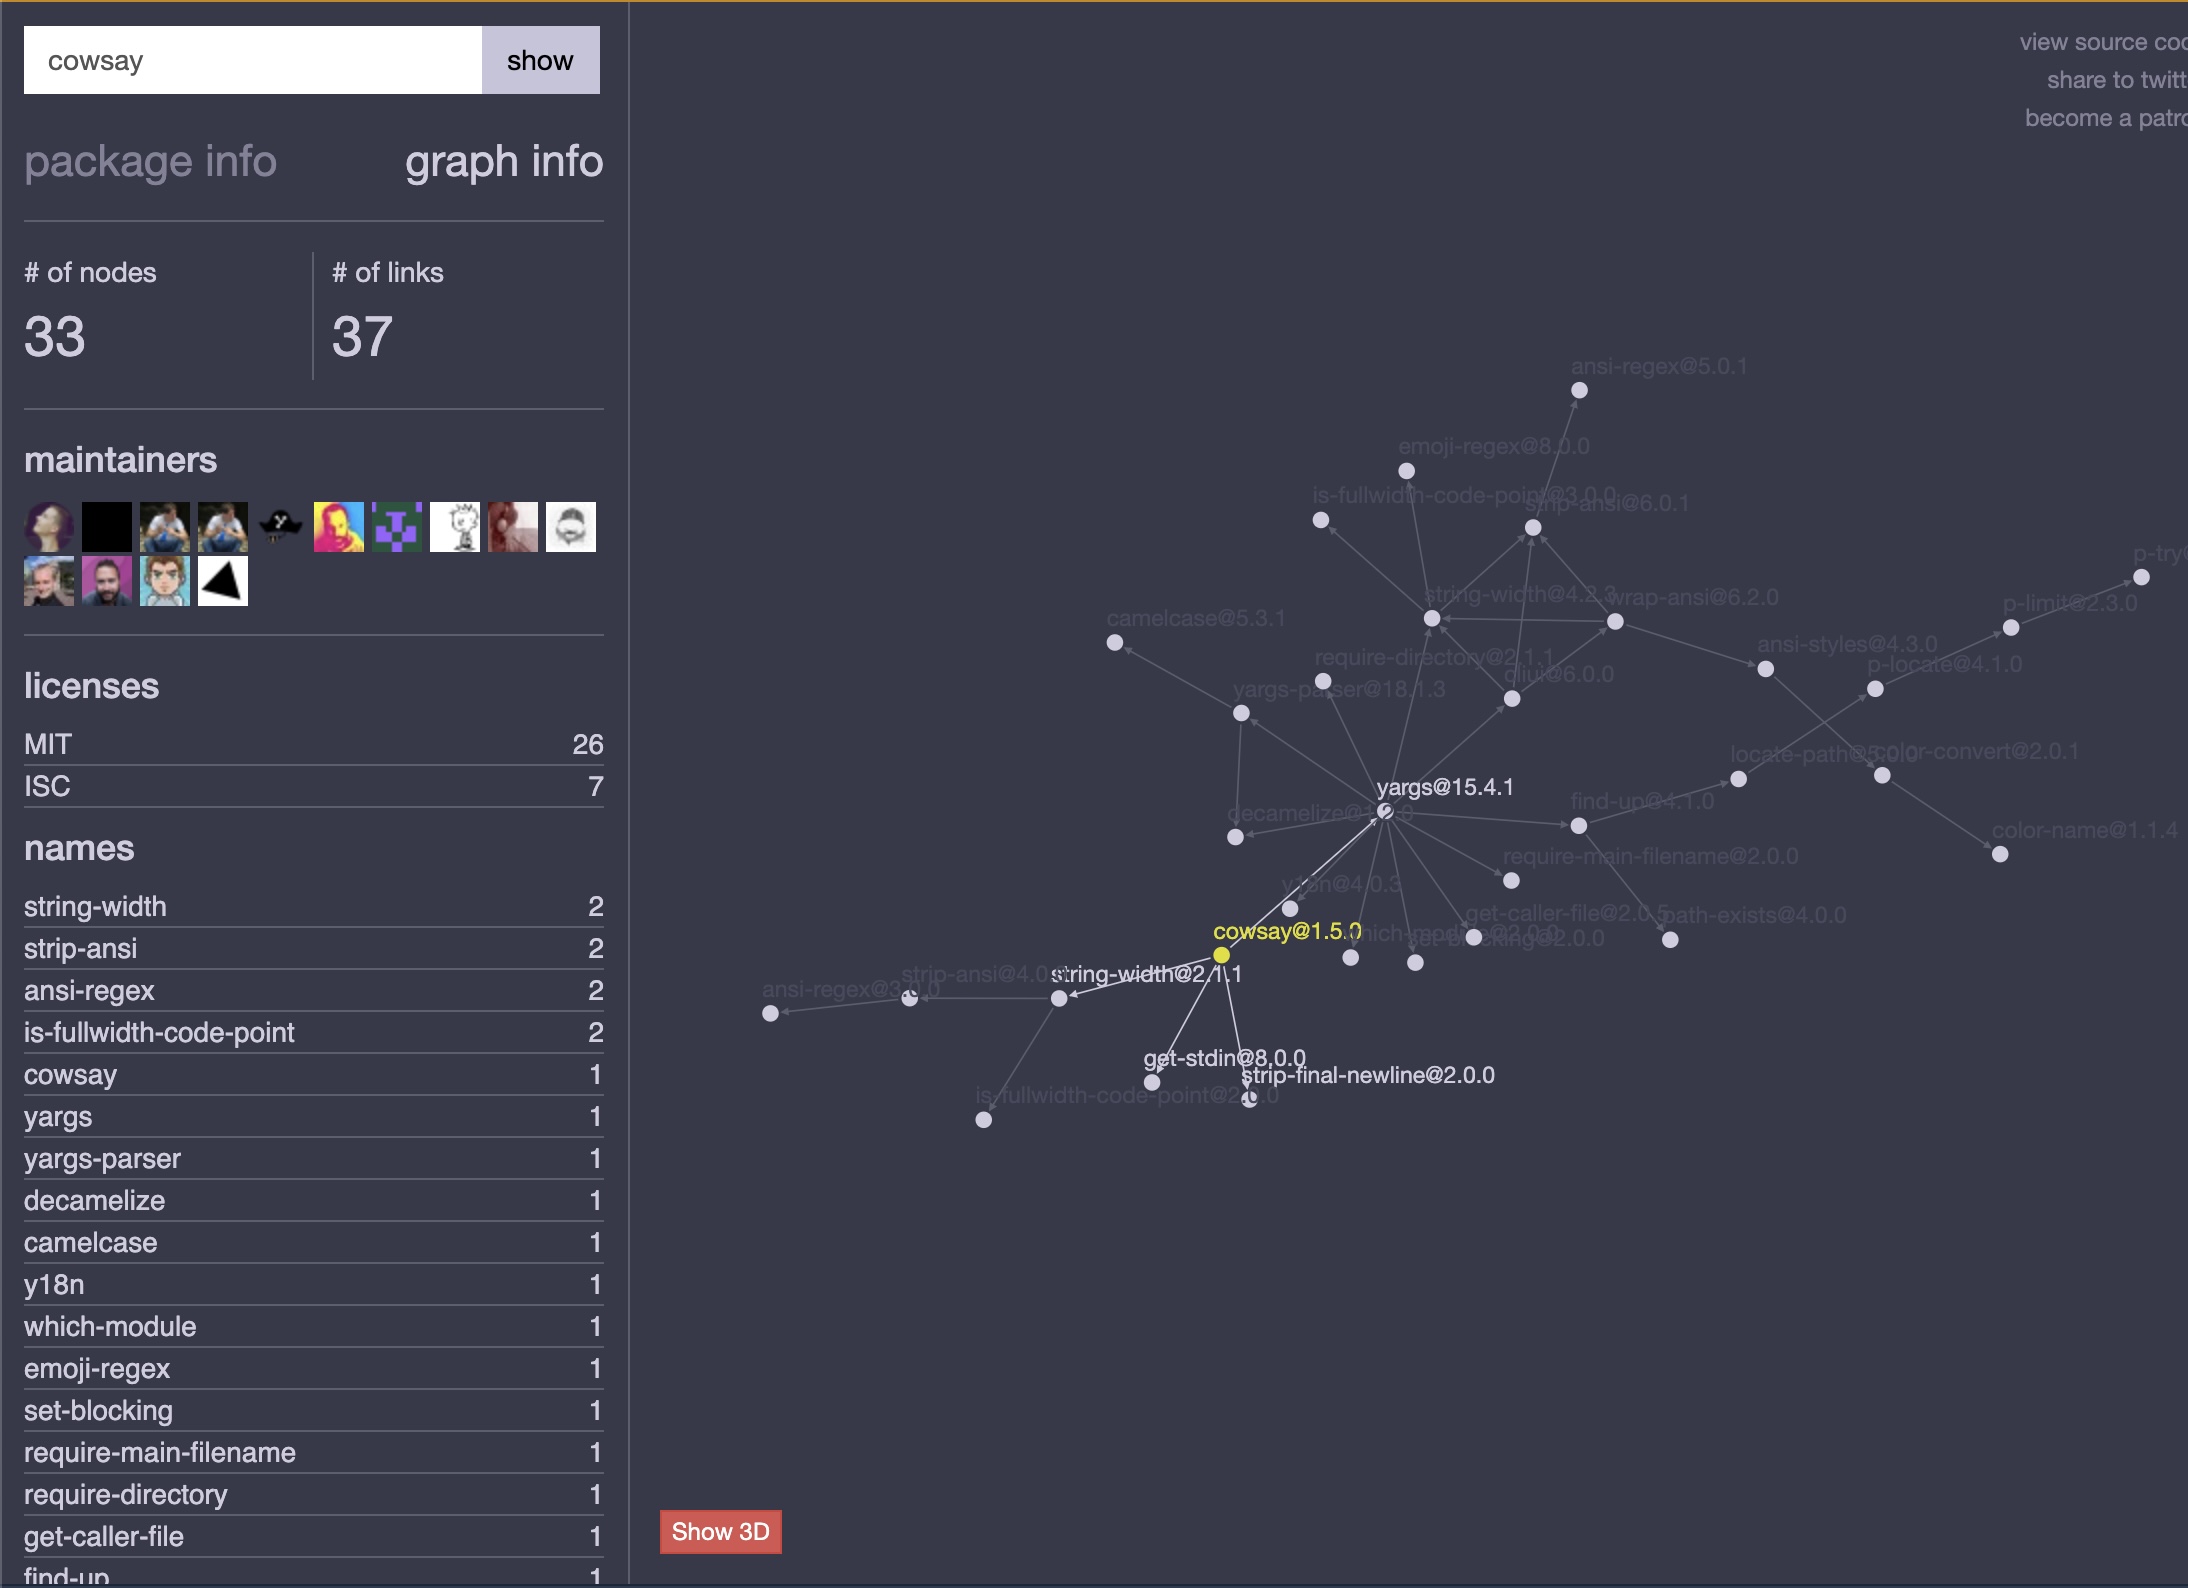 cowsay
show
view source
share to
become a
package info
graph info
# of nodes
33
# of links
37
maintainers
licenses
MIT 26
ISC 7
names
string-width 2
strip-ansi 2
ansi-regex 2
is-fullwidth-code-point 2
cowsay 1
yargs 1
yargs-parser 1
decamelize 1
camelcase 1
y18n 1
which-module 1
emoji-regex 1
set-blocking 1
require-main-filename 1
require-directory 1
get-caller-file 1
find-up 1
ansi-regex@5.0.1
emoji-regex@8.0.0
is-fullwidth-code-point@3.0.0
strip-ansi@6.0.1
string-width@4.2.3
wrap-ansi@6.2.0
p-limit@2.3.0
camelcase@5.3.1
ansi-styles@4.3.0
require-directory@2.1.1
p-locate@4.1.0
cliui@6.0.0
yargs-parser@18.1.3
locate-path@5.0.0
color-convert@2.0.1
yargs@15.4.1
find-up@4.1.0
decamelize@1.2.0
color-name@1.1.4
require-main-filename@2.0.0
y18n@4.0.3
get-caller-file@2.0.5
path-exists@4.0.0
cowsay@1.5.0
which-module@2.0.0
set-blocking@2.0.0
strip-ansi@4.0.0
string-width@2.1.1
ansi-regex@3.0.0
get-stdin@8.0.0
strip-final-newline@2.0.0
is-fullwidth-code-point@2.0.0
Show 3D